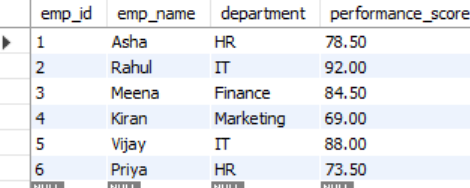 emp_id emp_name department performance_score
1 Asha HR 78.50
2 Rahul IT 92.00
3 Meena Finance 84.50
4 Kiran Marketing 69.00
5 Vijay IT 88.00
6 Priya HR 73.50
NULL NULL NULL NULL